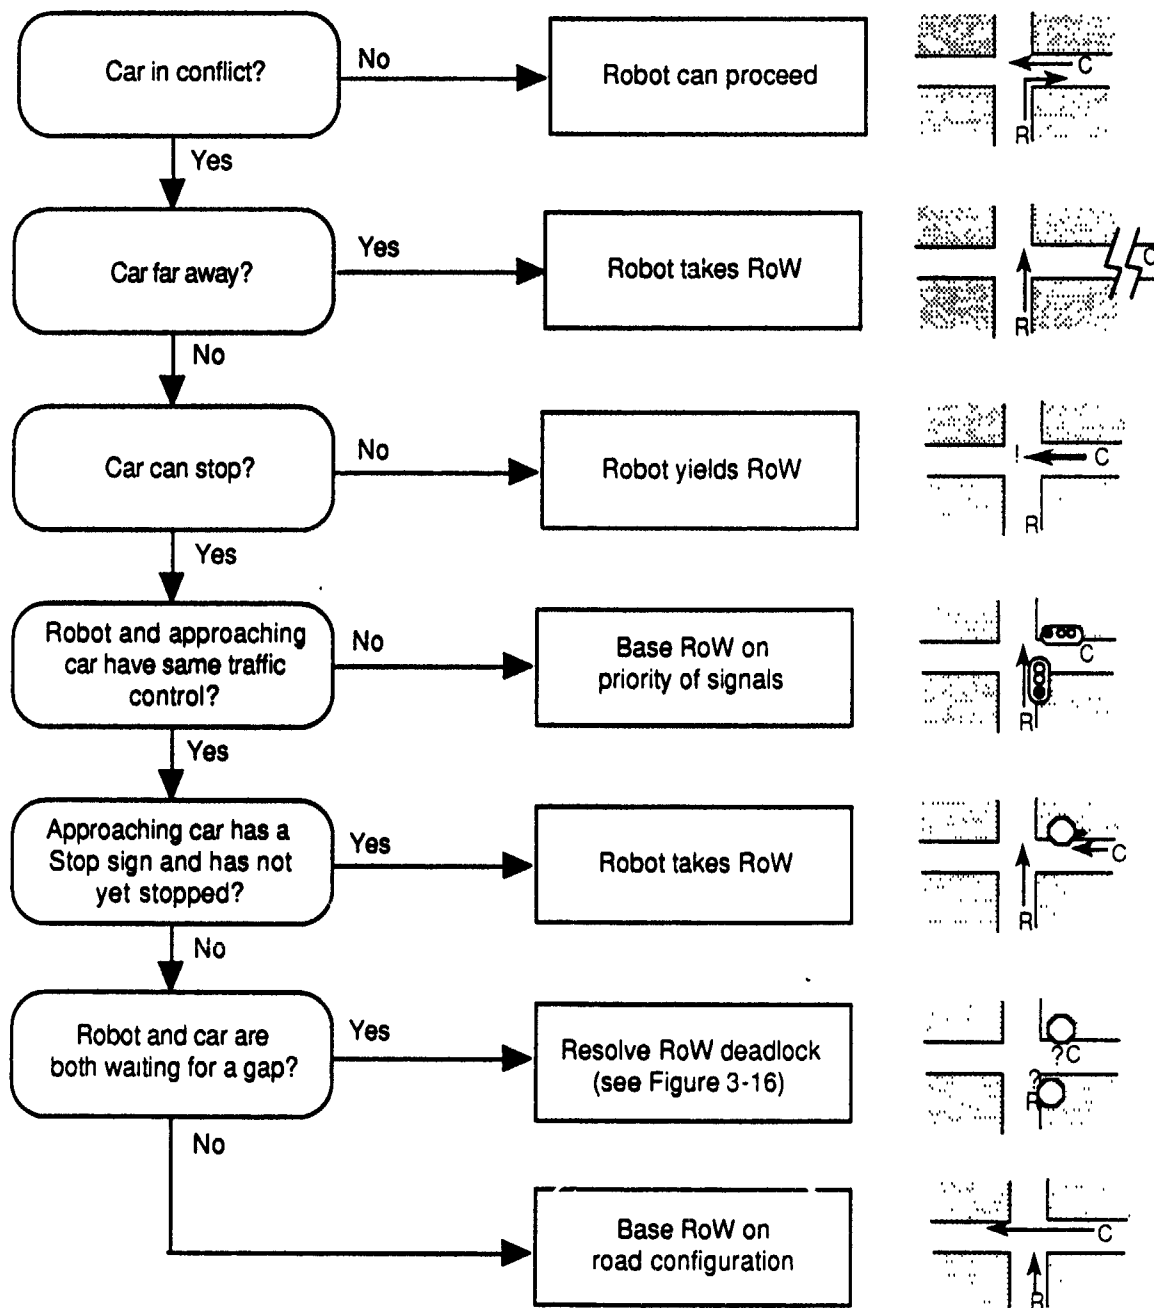 Car in conflict?
No
Robot can proceed
C
R
Yes
Car far away?
Yes
Robot takes RoW
C
R
No
Car can stop?
No
Robot yields RoW
! C
R
Yes
Robot and approaching
car have same traffic
control?
No
Base RoW on
priority of signals
C
R
Yes
Approaching car has a
Stop sign and has not
yet stopped?
Yes
Robot takes RoW
C
R
No
Robot and car are
both waiting for a gap?
Yes
Resolve RoW deadlock
(see Figure 3-16)
?C
?
R
No
Base RoW on
road configuration
C
R